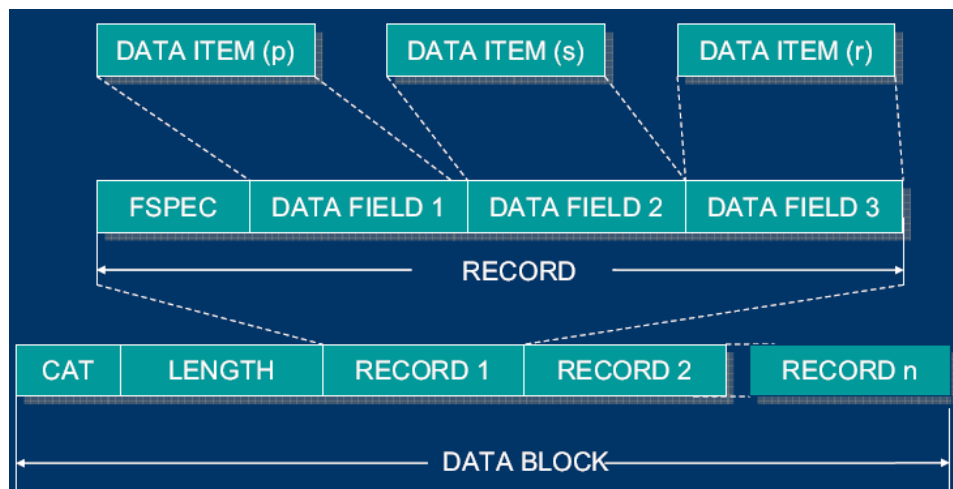 DATA ITEM (p) DATA ITEM (s) DATA ITEM (r)
FSPEC DATA FIELD 1 DATA FIELD 2 DATA FIELD 3
RECORD
CAT LENGTH RECORD 1 RECORD 2 RECORD n
DATA BLOCK